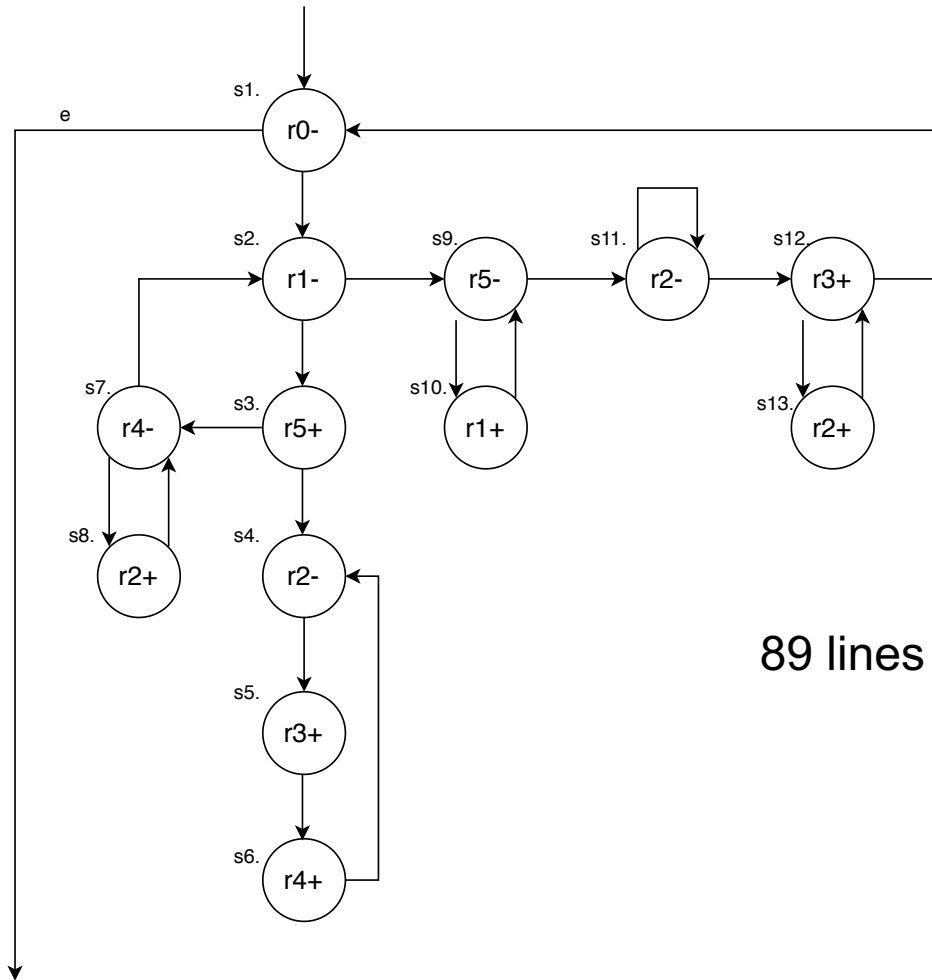 s1.
r0-
e
s2.
r1-
s9.
r5-
s11.
r2-
s12.
r3+
s7.
r4-
s3.
r5+
s10.
r1+
s13.
r2+
s8.
r2+
s4.
r2-
89 lines
s5.
r3+
s6.
r4+